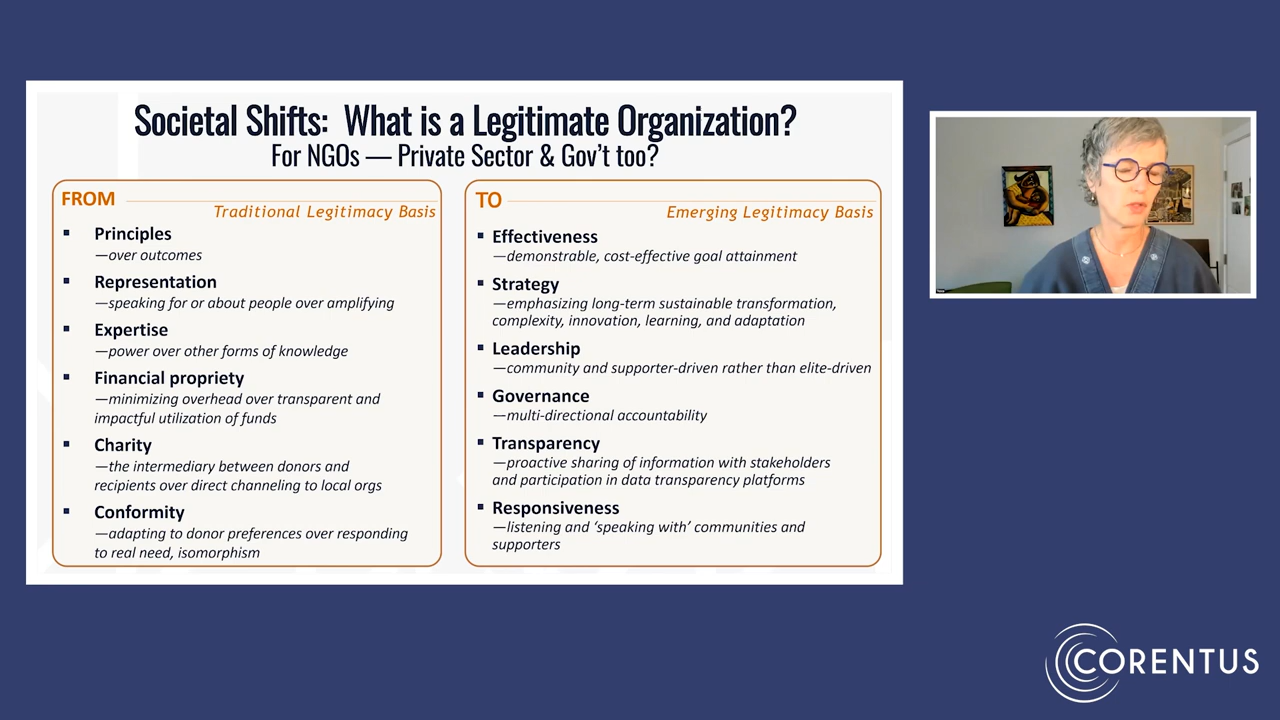 Societal Shifts: What is a Legitimate Organization?
For NGOs — Private Sector & Gov't too?
FROM
Traditional Legitimacy Basis
▪ Principles
—over outcomes
▪ Representation
—speaking for or about people over amplifying
▪ Expertise
—power over other forms of knowledge
▪ Financial propriety
—minimizing overhead over transparent and
impactful utilization of funds
▪ Charity
—the intermediary between donors and
recipients over direct channeling to local orgs
▪ Conformity
—adapting to donor preferences over responding
to real need, isomorphism
TO
Emerging Legitimacy Basis
▪ Effectiveness
—demonstrable, cost-effective goal attainment
▪ Strategy
—emphasizing long-term sustainable transformation,
complexity, innovation, learning, and adaptation
▪ Leadership
—community and supporter-driven rather than elite-driven
▪ Governance
—multi-directional accountability
▪ Transparency
—proactive sharing of information with stakeholders
and participation in data transparency platforms
▪ Responsiveness
—listening and ‘speaking with’ communities and
supporters
CORENTUS